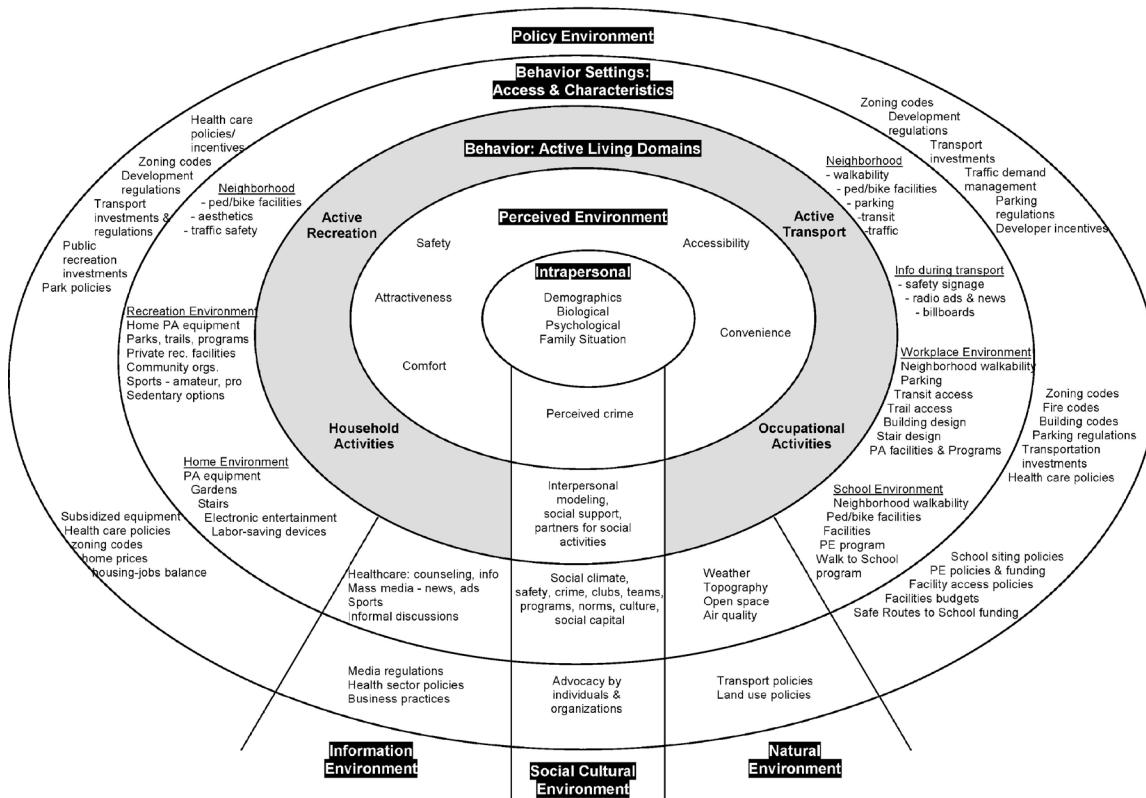 Policy Environment
Behavior Settings:
Access & Characteristics
Behavior: Active Living Domains
Perceived Environment
Intrapersonal
Demographics
Biological
Psychological
Family Situation
Safety
Attractiveness
Comfort
Accessibility
Convenience
Perceived crime
Active
Recreation
Active
Transport
Household
Activities
Occupational
Activities
Interpersonal
modeling,
social support,
partners for social
activities
Health care
policies/
incentives
Zoning codes
Development
regulations
Transport
investments &
regulations
Public
recreation
investments
Park policies
Neighborhood
- ped/bike facilities
- aesthetics
- traffic safety
Recreation Environment
Home PA equipment
Parks, trails, programs
Private rec. facilities
Community orgs.
Sports - amateur, pro
Sedentary options
Home Environment
PA equipment
Gardens
Stairs
Electronic entertainment
Labor-saving devices
Subsidized equipment
Health care policies
zoning codes
home prices
housing-jobs balance
Zoning codes
Development
regulations
Transport
investments
Traffic demand
management
Parking
regulations
Developer incentives
Neighborhood
- walkability
- ped/bike facilities
- parking
-transit
-traffic
Info during transport
- safety signage
- radio ads & news
- billboards
Workplace Environment
Neighborhood walkability
Parking
Transit access
Trail access
Building design
Stair design
PA facilities & Programs
Zoning codes
Fire codes
Building codes
Parking regulations
Transportation
investments
Health care policies
School Environment
Neighborhood walkability
Ped/bike facilities
Facilities
PE program
Walk to School
program
School siting policies
PE policies & funding
Facility access policies
Facilities budgets
Safe Routes to School funding
Healthcare: counseling, info
Mass media - news, ads
Sports
Informal discussions
Social climate,
safety, crime, clubs, teams,
programs, norms, culture,
social capital
Weather
Topography
Open space
Air quality
Media regulations
Health sector policies
Business practices
Advocacy by
individuals &
organizations
Transport policies
Land use policies
Information
Environment
Social Cultural
Environment
Natural
Environment